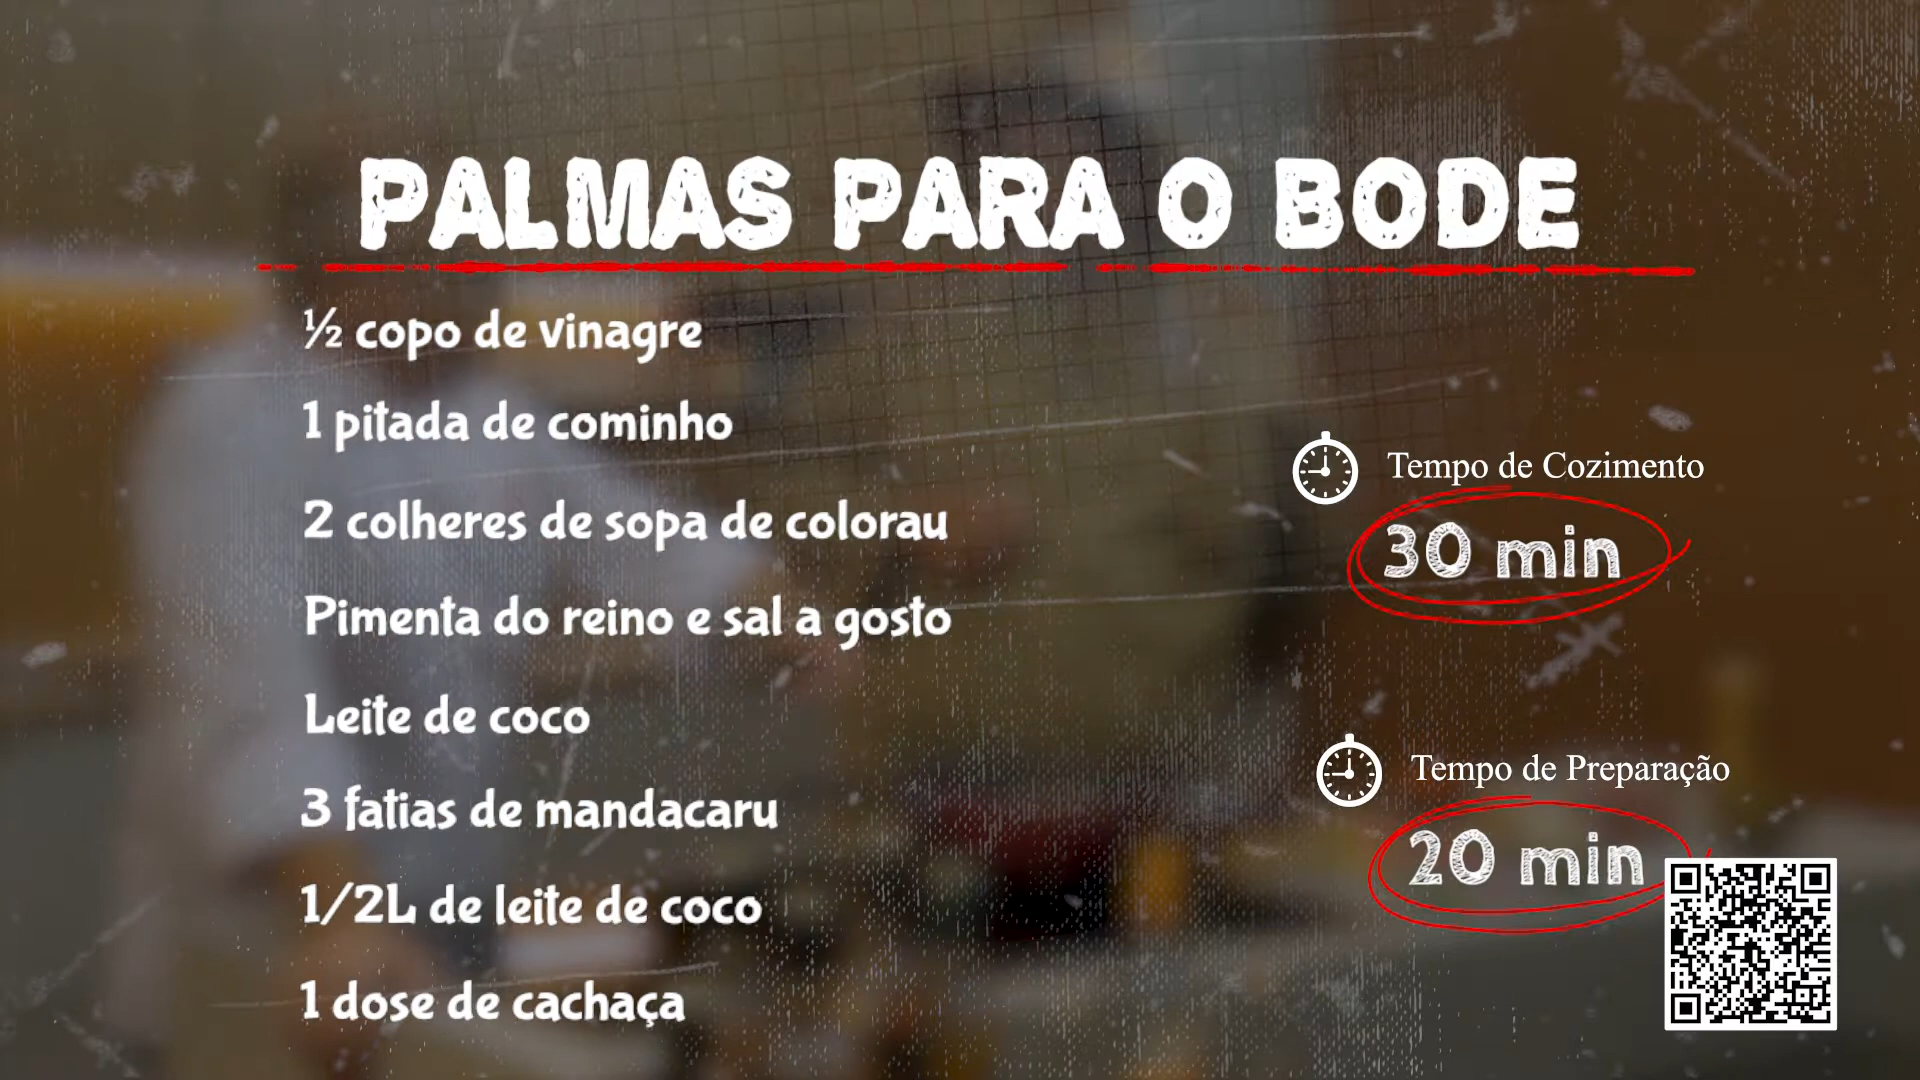 PALMAS PARA O BODE
½ copo de vinagre
1 pitada de cominho
2 colheres de sopa de colorau
Pimenta do reino e sal a gosto
Leite de coco
3 fatias de mandacaru
1/2L de leite de coco
1 dose de cachaça
Tempo de Cozimento
30 min
Tempo de Preparação
20 min